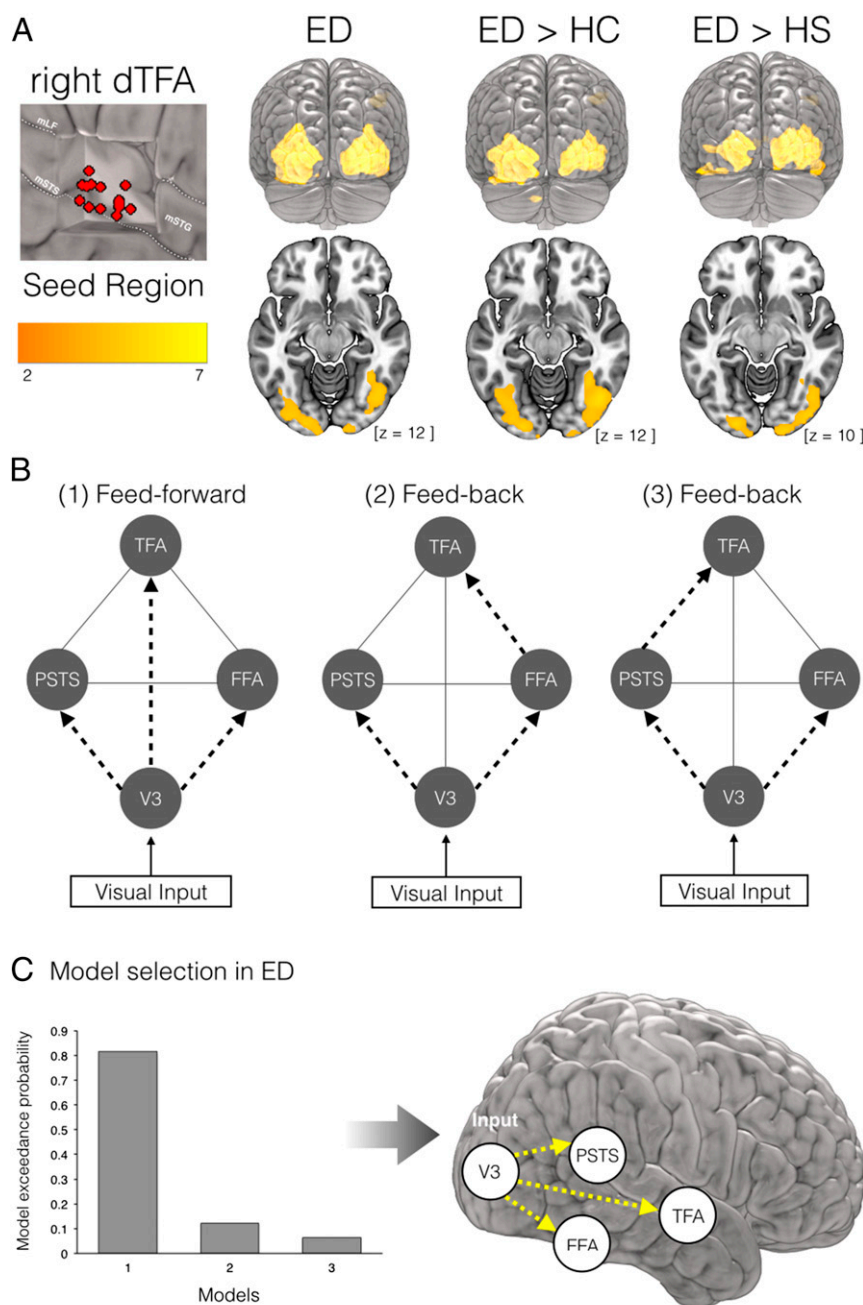 A
ED
ED > HC
ED > HS
right dTFA
mLF
mSTS
mSTG
Seed Region
2
7
[z = 12 ]
[z = 12 ]
[z = 10 ]
B
(1) Feed-forward
(2) Feed-back
(3) Feed-back
TFA
TFA
TFA
PSTS
FFA
PSTS
FFA
PSTS
FFA
V3
V3
V3
Visual Input
Visual Input
Visual Input
C Model selection in ED
Model exceedance probability
0.9
0.8
0.7
0.6
0.5
0.4
0.3
0.2
0.1
0
1
2
3
Models
Input
V3
PSTS
TFA
FFA